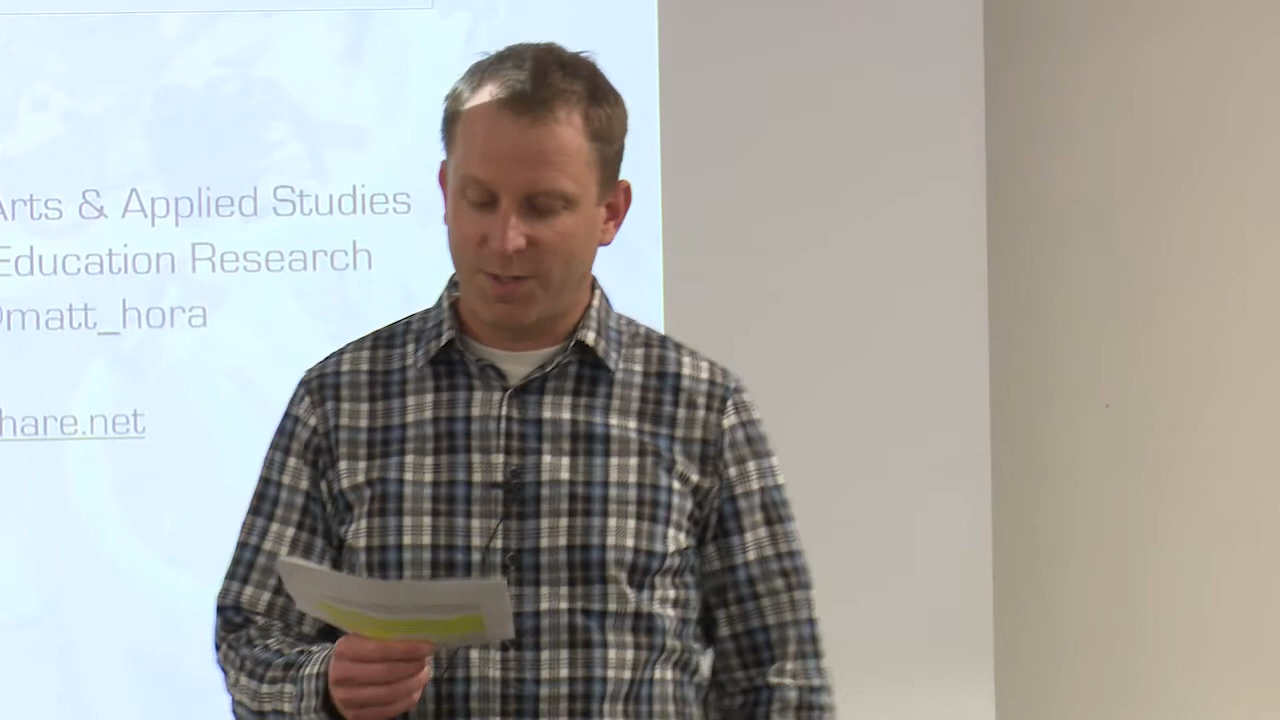 Arts & Applied Studies
Education Research
@matt_hora
hare.net